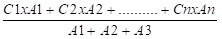 C1xA1 + C2xA2 + .......... + CnxAn
A1 + A2 + A3